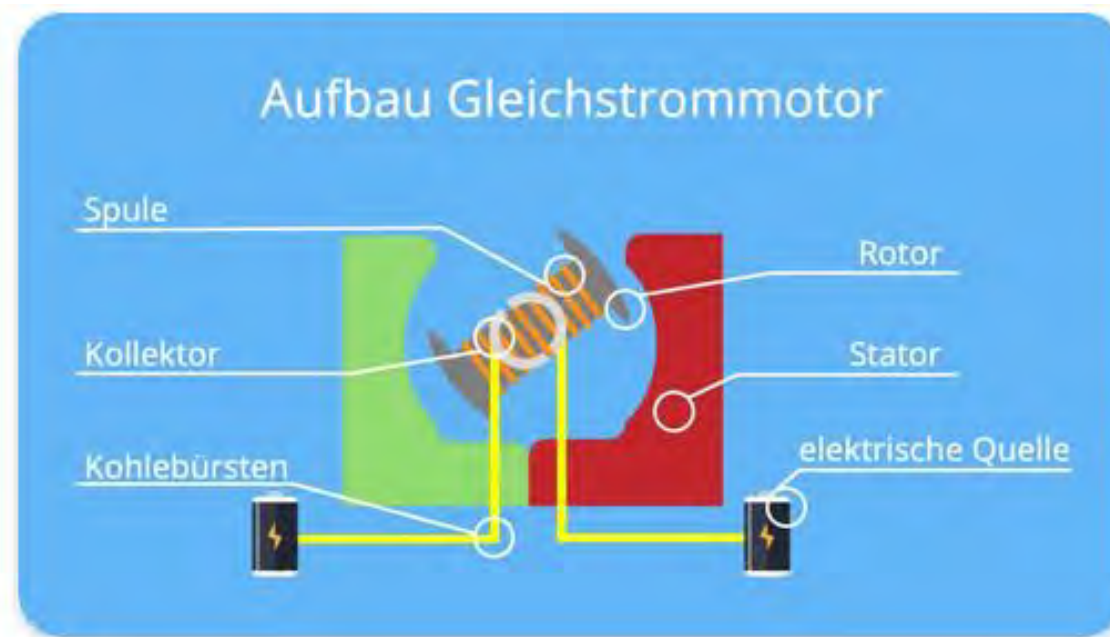 Aufbau Gleichstrommotor
Spule
Rotor
Kollektor
Stator
Kohlebürsten
elektrische Quelle